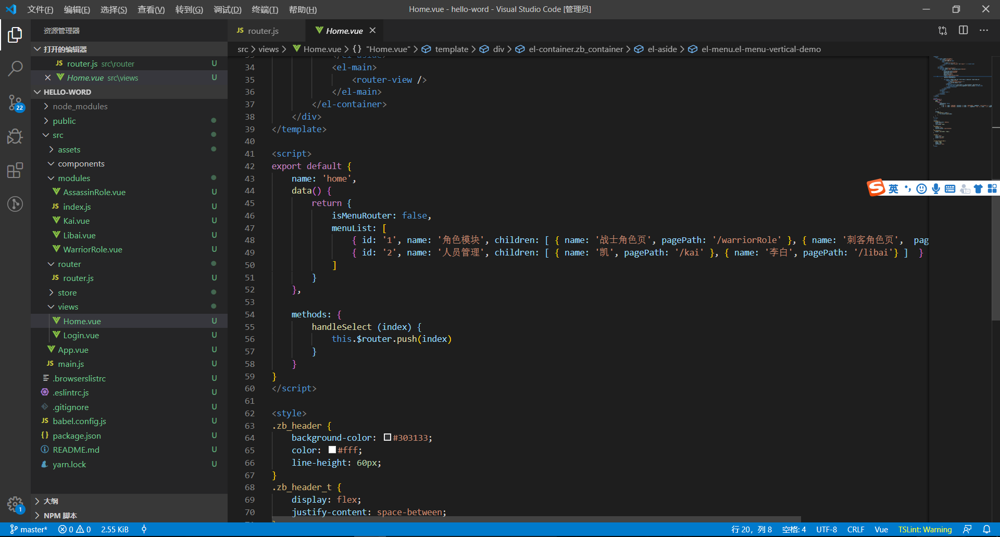 文件(F) 编辑(E) 选择(S) 查看(V) 转到(G) 调试(D) 终端(T) 帮助(H) Home.vue - hello-word - Visual Studio Code [管理员]
资源管理器
打开的编辑器
JS router.js src\router U
Home.vue src\views U
HELLO-WORD
node_modules
public
src
assets
components
modules
AssassinRole.vue U
JS index.js U
Kai.vue U
Libai.vue U
WarriorRole.vue U
router
JS router.js U
store
views
Home.vue U
Login.vue U
App.vue U
JS main.js U
.browserslistrc U
.eslintrc.js U
.gitignore U
JS babel.config.js U
{} package.json U
README.md U
yarn.lock U
大纲
NPM 脚本
22
1
JS router.js Home.vue
src > views > Home.vue > {} "Home.vue" > template > div > el-container.zb_container > el-aside > el-menu.el-menu-vertical-demo
34 <el-main>
35 <router-view />
36 </el-main>
37 </el-container>
38 </div>
39 </template>
40
41 <script>
42 export default {
43 name: 'home',
44 data() {
45 return {
46 isMenuRouter: false,
47 menuList: [
48 { id: '1', name: '角色模块', children: [ { name: '战士角色页', pagePath: '/warriorRole' }, { name: '刺客角色页', pag
49 { id: '2', name: '人员管理', children: [ { name: '凯', pagePath: '/kai' }, { name: '李白', pagePath: '/libai'} ] }
50 ]
51 }
52 },
53
54 methods: {
55 handleSelect (index) {
56 this.$router.push(index)
57 }
58 }
59 }
60 </script>
61
62 <style>
63 .zb_header {
64 background-color: #303133;
65 color: #fff;
66 line-height: 60px;
67 }
68 .zb_header_t {
69 display: flex;
70 justify-content: space-between;
英
master* 0 0 2.55 KiB 行 20，列 8 空格: 4 UTF-8 CRLF Vue TSLint: Warning